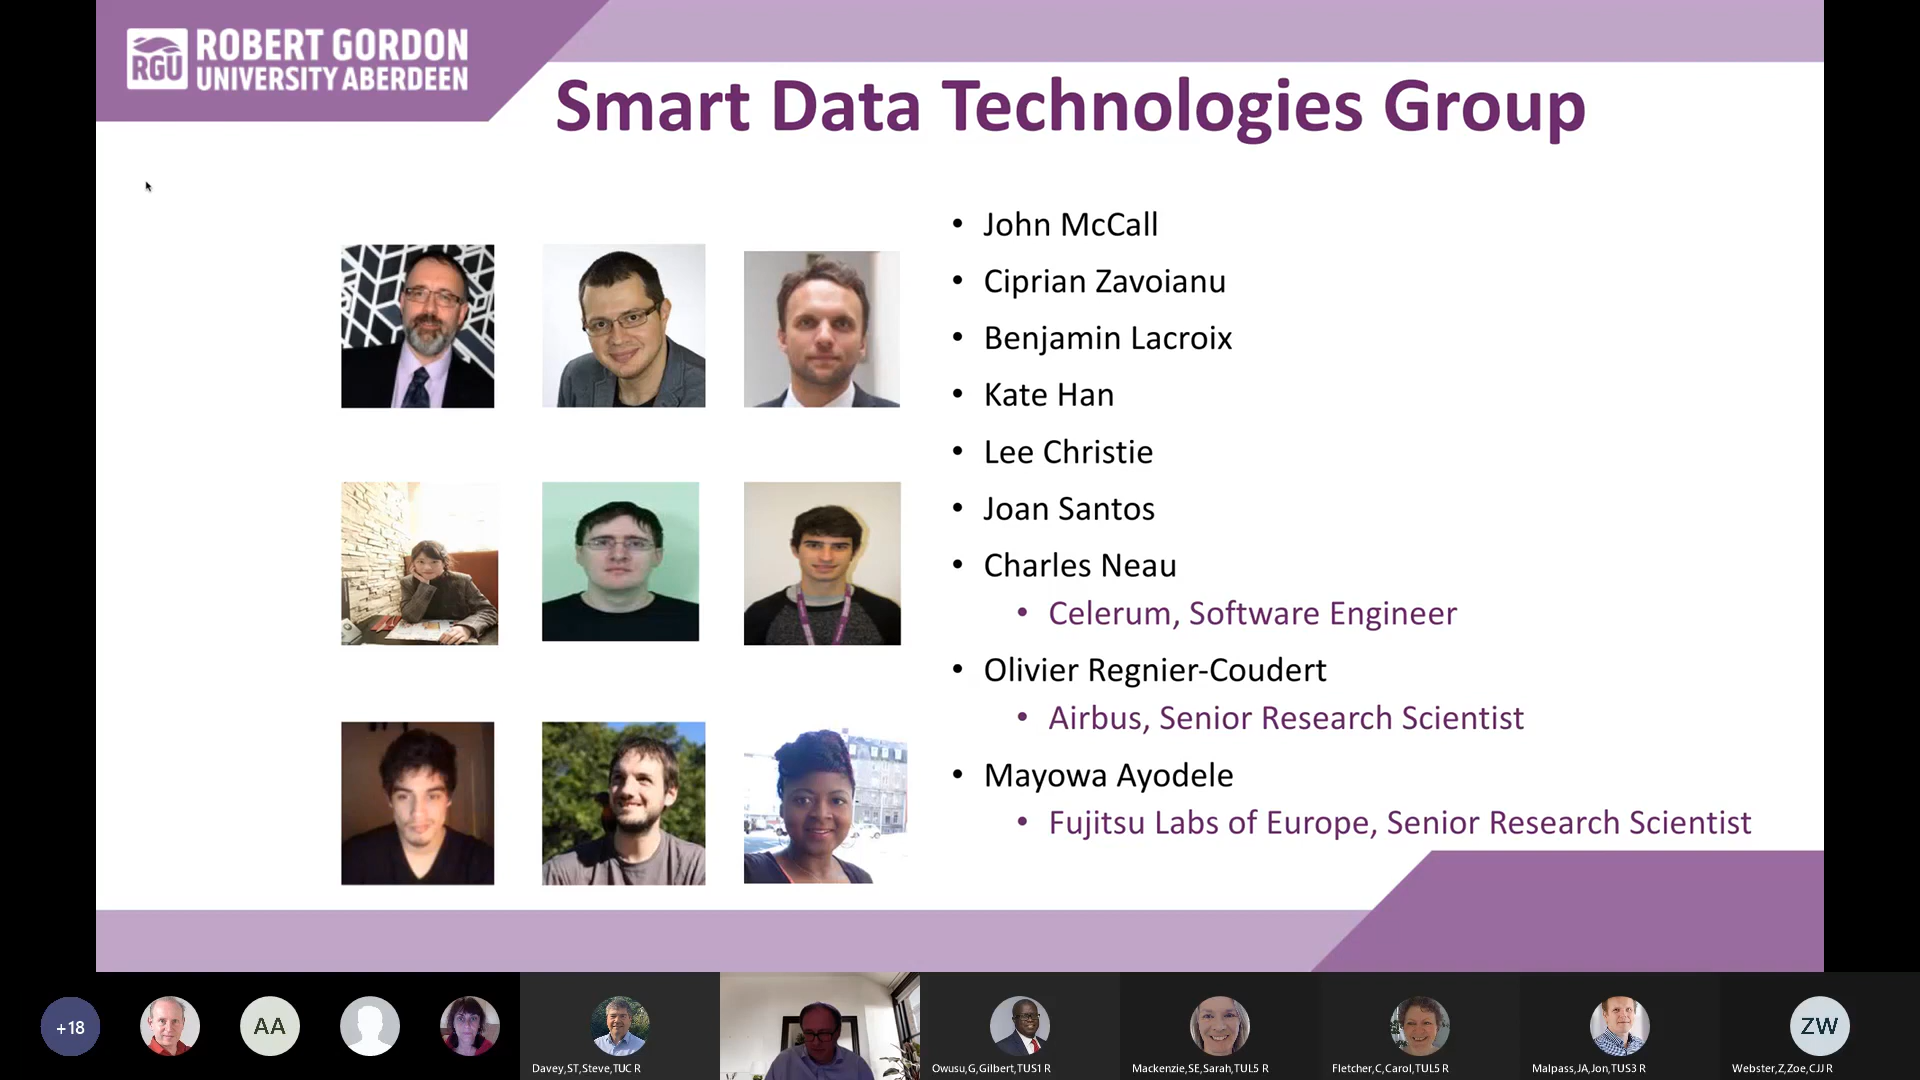 RGU
ROBERT GORDON
UNIVERSITY ABERDEEN
Smart Data Technologies Group
• John McCall
• Ciprian Zavoianu
• Benjamin Lacroix
• Kate Han
• Lee Christie
• Joan Santos
• Charles Neau
• Celerum, Software Engineer
• Olivier Regnier-Coudert
• Airbus, Senior Research Scientist
• Mayowa Ayodele
• Fujitsu Labs of Europe, Senior Research Scientist
+18
AA
Davey,ST,Steve,TUC R
Owusu,G,Gilbert,TUS1 R
Mackenzie,SE,Sarah,TUL5 R
Fletcher,C,Carol,TUL5 R
Malpass,JA,Jon,TUS3 R
ZW
Webster,Z,Zoe,CJJ R